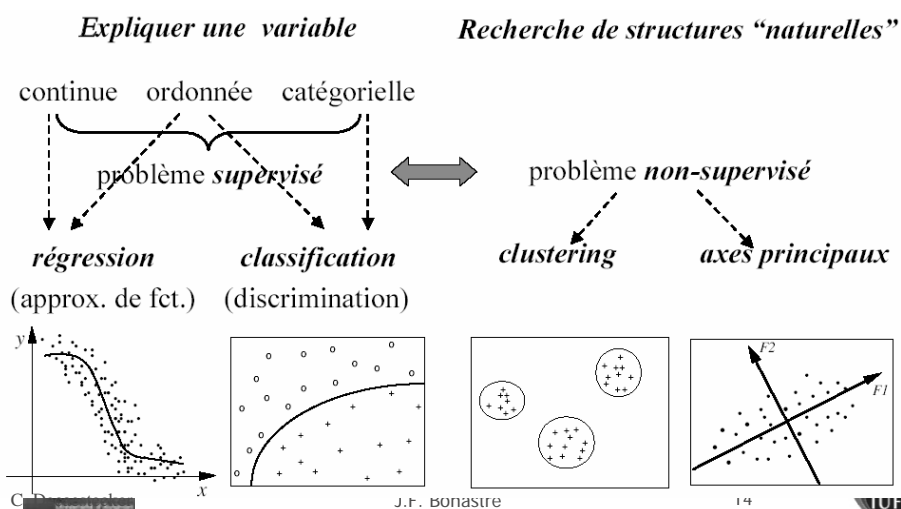 Expliquer une variable
Recherche de structures “naturelles”
continue ordonnée catégorielle
problème supervisé
problème non-supervisé
régression
(approx. de fct.)
classification
(discrimination)
clustering
axes principaux
y
x
F2
F1
J.F. Bonastre
14